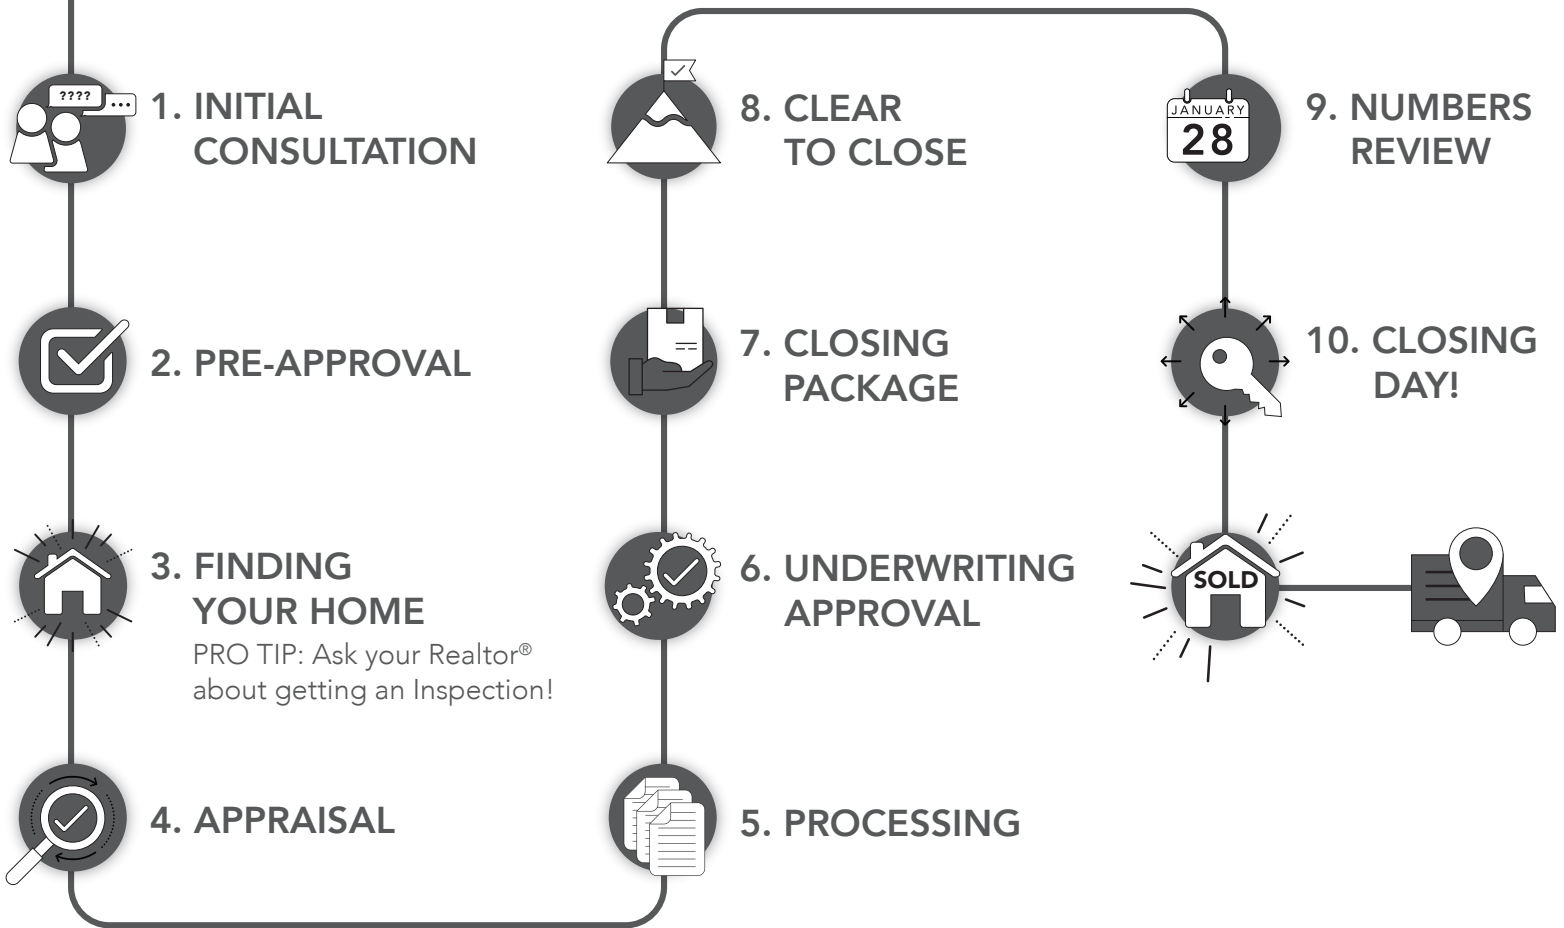 ????
...
1. INITIAL
CONSULTATION
2. PRE-APPROVAL
3. FINDING
YOUR HOME
PRO TIP: Ask your Realtor®
about getting an Inspection!
4. APPRAISAL
5. PROCESSING
6. UNDERWRITING
APPROVAL
7. CLOSING
PACKAGE
8. CLEAR
TO CLOSE
JANUARY
28
9. NUMBERS
REVIEW
10. CLOSING
DAY!
SOLD